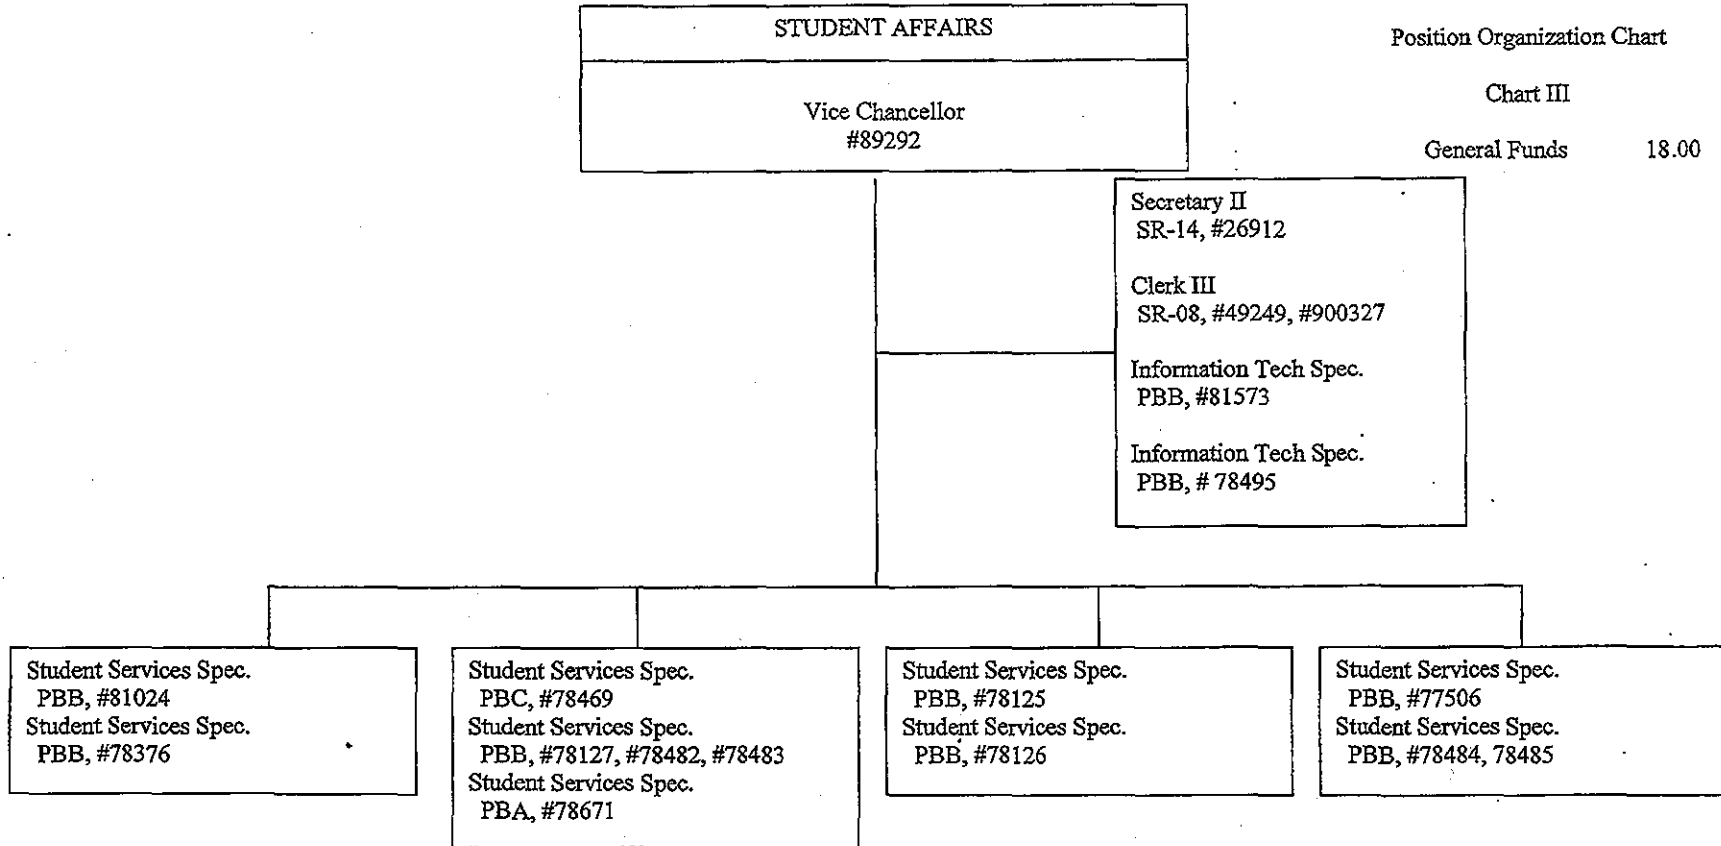 STUDENT AFFAIRS
Vice Chancellor
#89292
Position Organization Chart
Chart III
General Funds 18.00
Secretary II
SR-14, #26912
Clerk III
SR-08, #49249, #900327
Information Tech Spec.
PBB, #81573
Information Tech Spec.
PBB, # 78495
Student Services Spec.
PBB, #81024
Student Services Spec.
PBB, #78376
Student Services Spec.
PBC, #78469
Student Services Spec.
PBB, #78127, #78482, #78483
Student Services Spec.
PBA, #78671
Student Services Spec.
PBB, #78125
Student Services Spec.
PBB, #78126
Student Services Spec.
PBB, #77506
Student Services Spec.
PBB, #78484, 78485